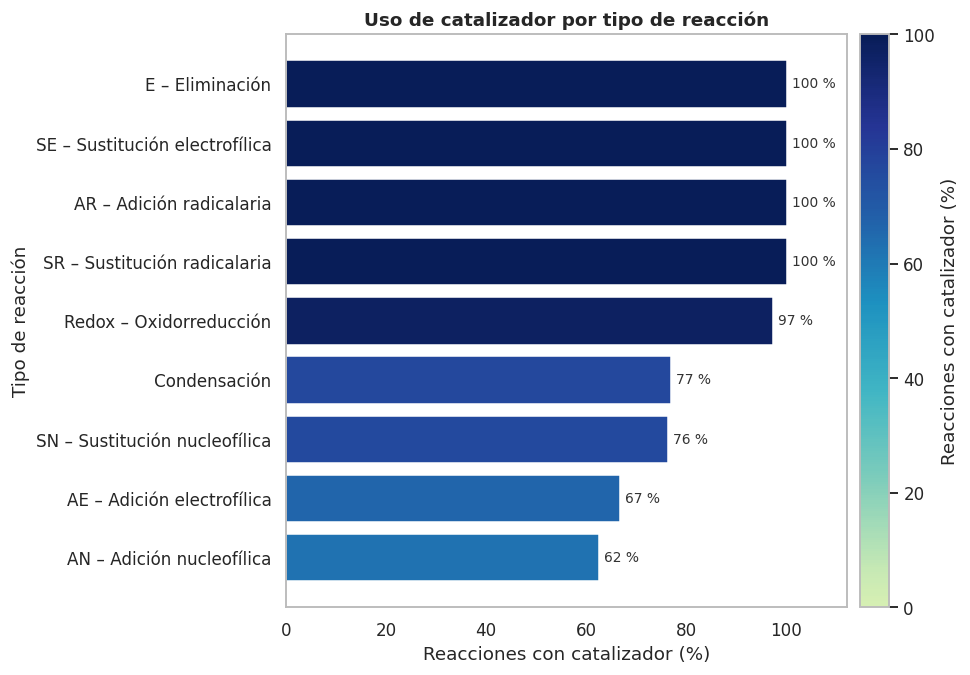 Uso de catalizador por tipo de reacción
Tipo de reacción
E – Eliminación
100 %
SE – Sustitución electrofílica
100 %
AR – Adición radicalaria
100 %
SR – Sustitución radicalaria
100 %
Redox – Oxidorreducción
97 %
Condensación
77 %
SN – Sustitución nucleofílica
76 %
AE – Adición electrofílica
67 %
AN – Adición nucleofílica
62 %
0 20 40 60 80 100
Reacciones con catalizador (%)
100
80
60
40
20
0
Reacciones con catalizador (%)